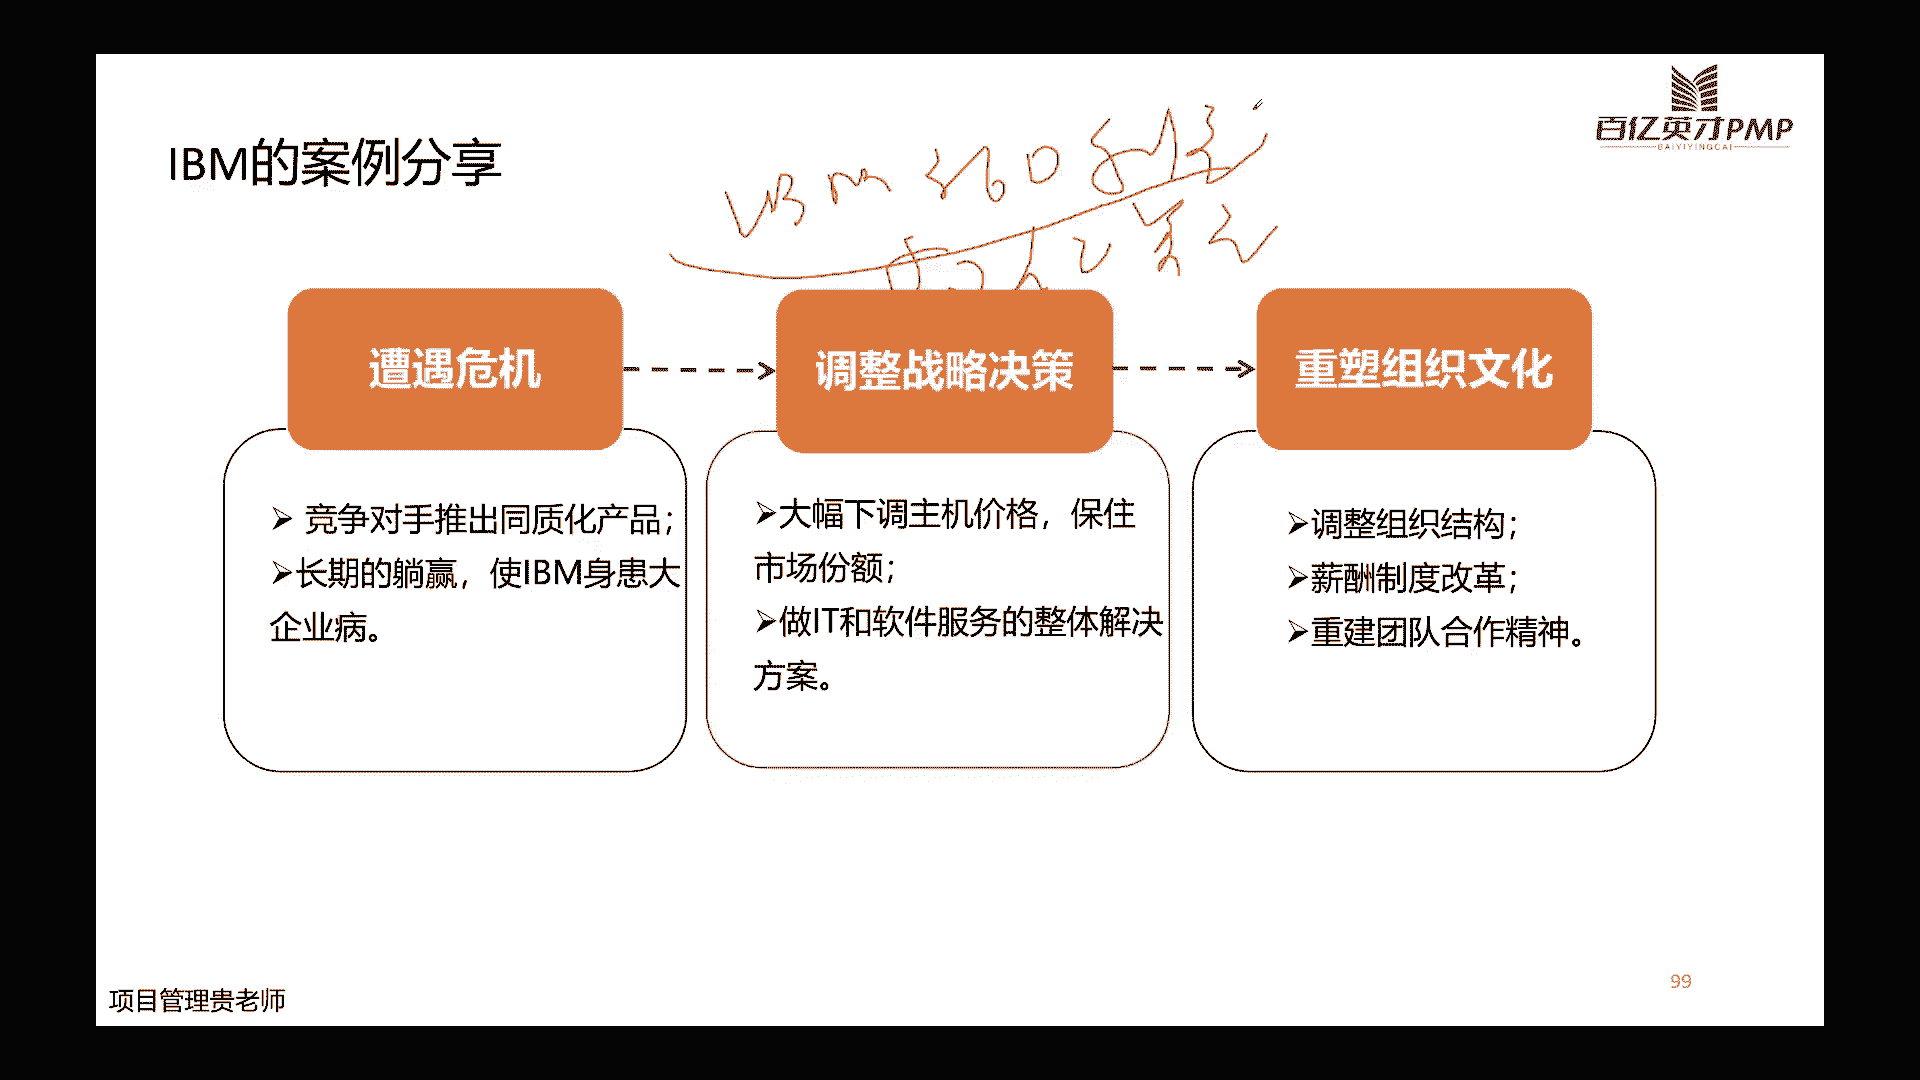 百亿英才PMP
BAIYIYINGCAI
IBM的案例分享
IBM 360
亿美元
遭遇危机
调整战略决策
重塑组织文化
➢ 竞争对手推出同质化产品；
➢长期的躺赢，使IBM身患大
企业病。
➢大幅下调主机价格，保住
市场份额；
➢做IT和软件服务的整体解决
方案。
➢调整组织结构；
➢薪酬制度改革；
➢重建团队合作精神。
99
项目管理贵老师